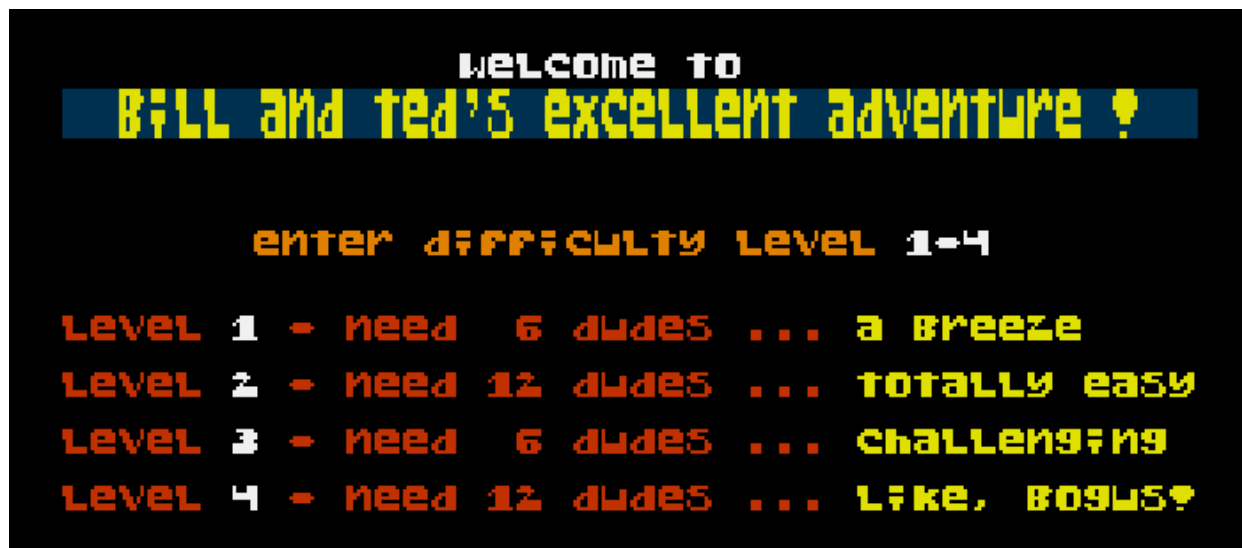 welcome to
Bill and ted's excellent adventure !
enter difficulty level 1-4
level 1 - need 6 dudes ... a Breeze
level 2 - need 12 dudes ... totally easy
level 3 - need 6 dudes ... challenging
level 4 - need 12 dudes ... like, Bogus!